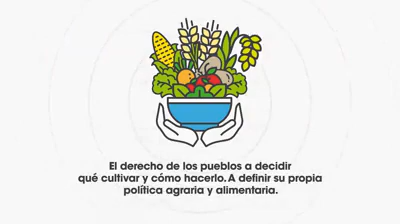 El derecho de los pueblos a decidir
qué cultivar y cómo hacerlo. A definir su propia
política agraria y alimentaria.